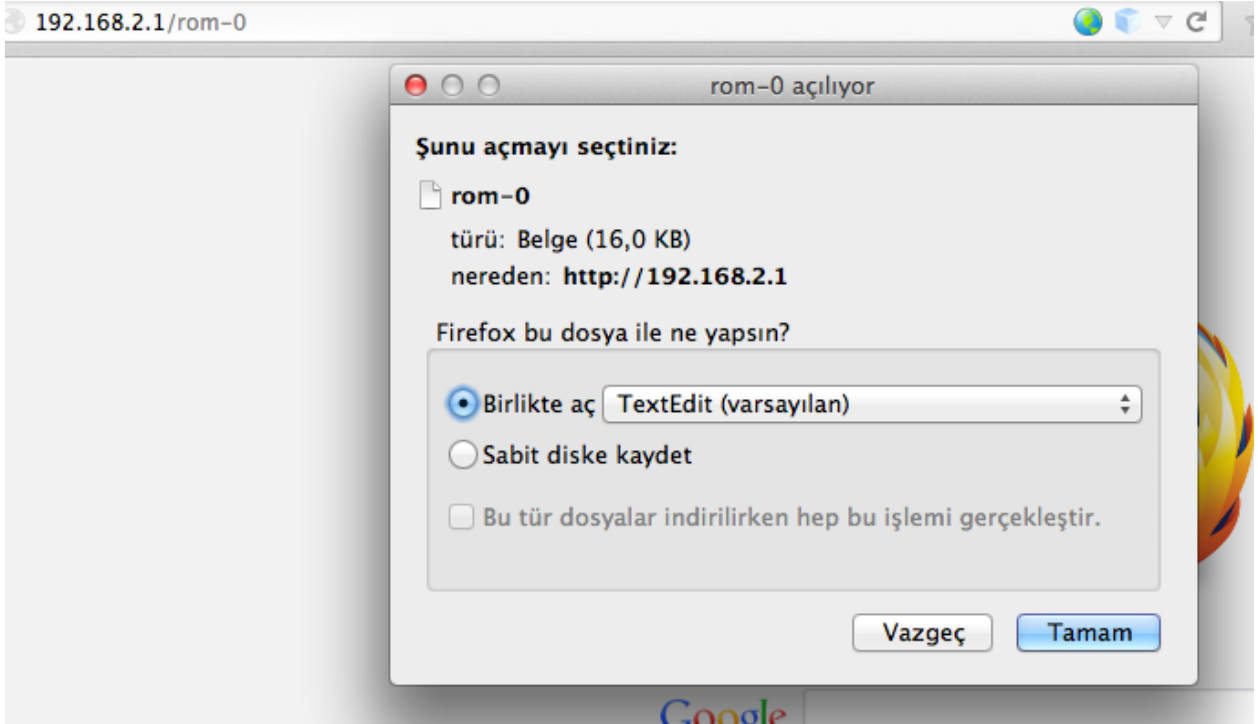 192.168.2.1/rom-0
rom-0 açılıyor
Şunu açmayı seçtiniz:
rom-0
türü: Belge (16,0 KB)
nereden: http://192.168.2.1
Firefox bu dosya ile ne yapsın?
Birlikte aç TextEdit (varsayılan)
Sabit diske kaydet
Bu tür dosyalar indirilirken hep bu işlemi gerçekleştir.
Vazgeç Tamam
Google